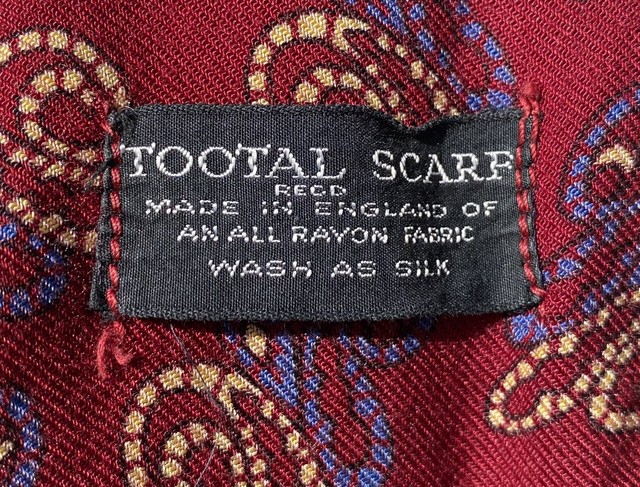 TOOTAL SCARF
REGD
MADE IN ENGLAND OF
AN ALL RAYON FABRIC
WASH AS SILK